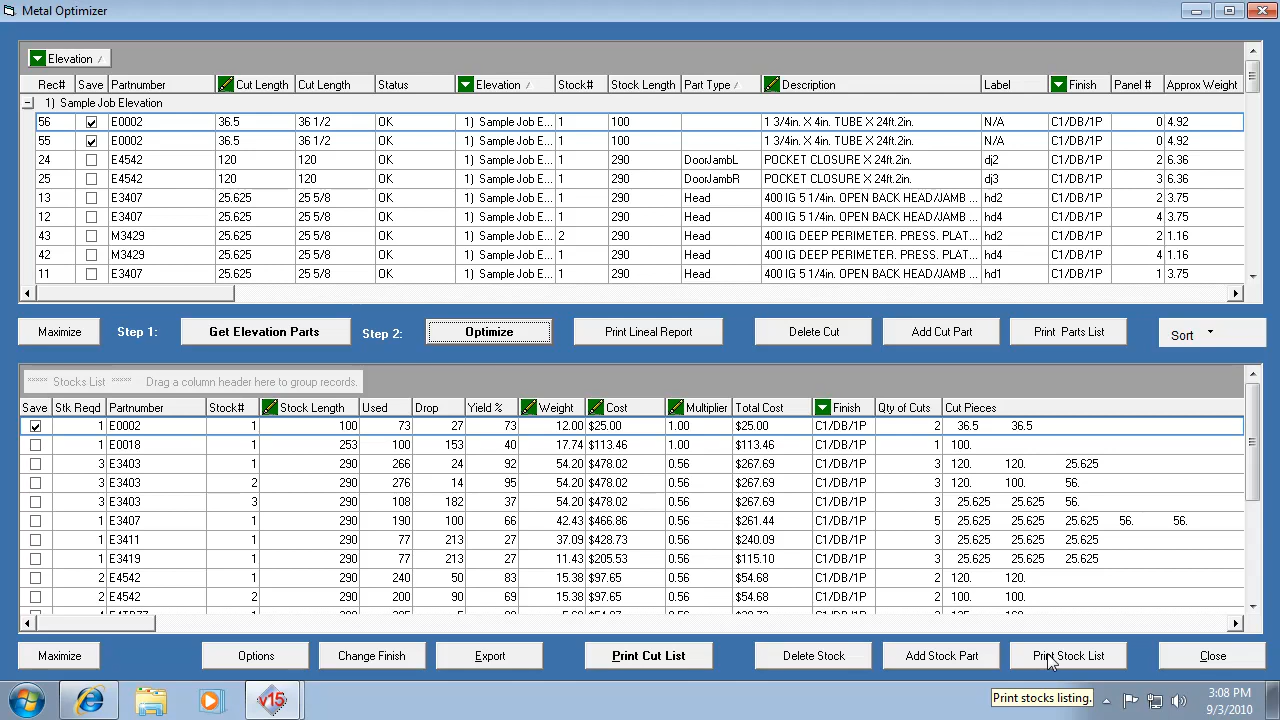 Metal Optimizer
Elevation
Rec# Save Partnumber Cut Length Cut Length Status Elevation Stock# Stock Length Part Type Description Label Finish Panel # Approx Weight
1) Sample Job Elevation
56 E0002 36.5 36 1/2 OK 1) Sample Job E... 1 100 1 3/4in. X 4in. TUBE X 24ft.2in. N/A C1/DB/1P 0 4.92
55 E0002 36.5 36 1/2 OK 1) Sample Job E... 1 100 1 3/4in. X 4in. TUBE X 24ft.2in. N/A C1/DB/1P 0 4.92
24 E4542 120 120 OK 1) Sample Job E... 1 290 DoorJambL POCKET CLOSURE X 24ft.2in. dj2 C1/DB/1P 2 6.36
25 E4542 120 120 OK 1) Sample Job E... 1 290 DoorJambR POCKET CLOSURE X 24ft.2in. dj3 C1/DB/1P 3 6.36
13 E3407 25.625 25 5/8 OK 1) Sample Job E... 1 290 Head 400 IG 5 1/4in. OPEN BACK HEAD/JAMB ... hd2 C1/DB/1P 2 3.75
12 E3407 25.625 25 5/8 OK 1) Sample Job E... 1 290 Head 400 IG 5 1/4in. OPEN BACK HEAD/JAMB ... hd4 C1/DB/1P 4 3.75
43 M3429 25.625 25 5/8 OK 1) Sample Job E... 2 290 Head 400 IG DEEP PERIMETER. PRESS. PLAT... hd2 C1/DB/1P 2 1.16
42 M3429 25.625 25 5/8 OK 1) Sample Job E... 1 290 Head 400 IG DEEP PERIMETER. PRESS. PLAT... hd4 C1/DB/1P 4 1.16
11 E3407 25.625 25 5/8 OK 1) Sample Job E... 1 290 Head 400 IG 5 1/4in. OPEN BACK HEAD/JAMB ... hd1 C1/DB/1P 1 3.75
Maximize Step 1: Get Elevation Parts Step 2: Optimize Print Lineal Report Delete Cut Add Cut Part Print Parts List Sort
***** Stocks List ***** Drag a column header here to group records.
Save Stk Reqd Partnumber Stock# Stock Length Used Drop Yield % Weight Cost Multiplier Total Cost Finish Qty of Cuts Cut Pieces
1 E0002 1 100 73 27 73 12.00 $25.00 1.00 $25.00 C1/DB/1P 2 36.5 36.5
1 E0018 1 253 100 153 40 17.74 $113.46 1.00 $113.46 C1/DB/1P 1 100.
3 E3403 1 290 266 24 92 54.20 $478.02 0.56 $267.69 C1/DB/1P 3 120. 120. 25.625
3 E3403 2 290 276 14 95 54.20 $478.02 0.56 $267.69 C1/DB/1P 3 120. 100. 56.
3 E3403 3 290 108 182 37 54.20 $478.02 0.56 $267.69 C1/DB/1P 3 25.625 25.625 56.
1 E3407 1 290 190 100 66 42.43 $466.86 0.56 $261.44 C1/DB/1P 5 25.625 25.625 25.625 56. 56.
1 E3411 1 290 77 213 27 37.09 $428.73 0.56 $240.09 C1/DB/1P 3 25.625 25.625 25.625
1 E3419 1 290 77 213 27 11.43 $205.53 0.56 $115.10 C1/DB/1P 3 25.625 25.625 25.625
2 E4542 1 290 240 50 83 15.38 $97.65 0.56 $54.68 C1/DB/1P 2 120. 120.
2 E4542 2 290 200 90 69 15.38 $97.65 0.56 $54.68 C1/DB/1P 2 100. 100.
Maximize Options Change Finish Export Print Cut List Delete Stock Add Stock Part Print Stock List Close
Print stocks listing.
v15
3:08 PM
9/3/2010